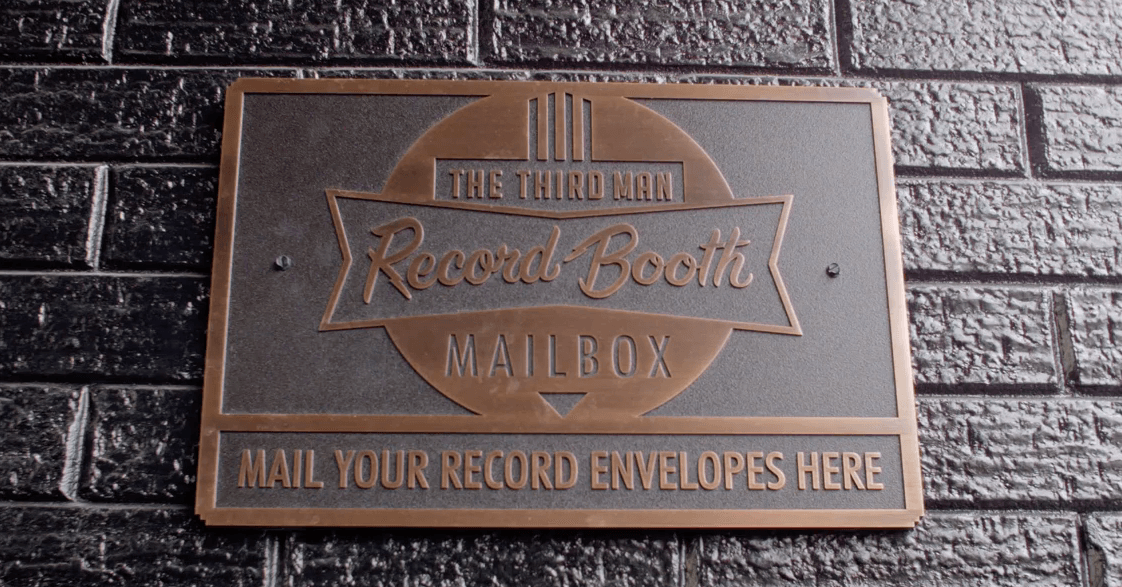 THE THIRD MAN
Record Booth
MAILBOX
MAIL YOUR RECORD ENVELOPES HERE